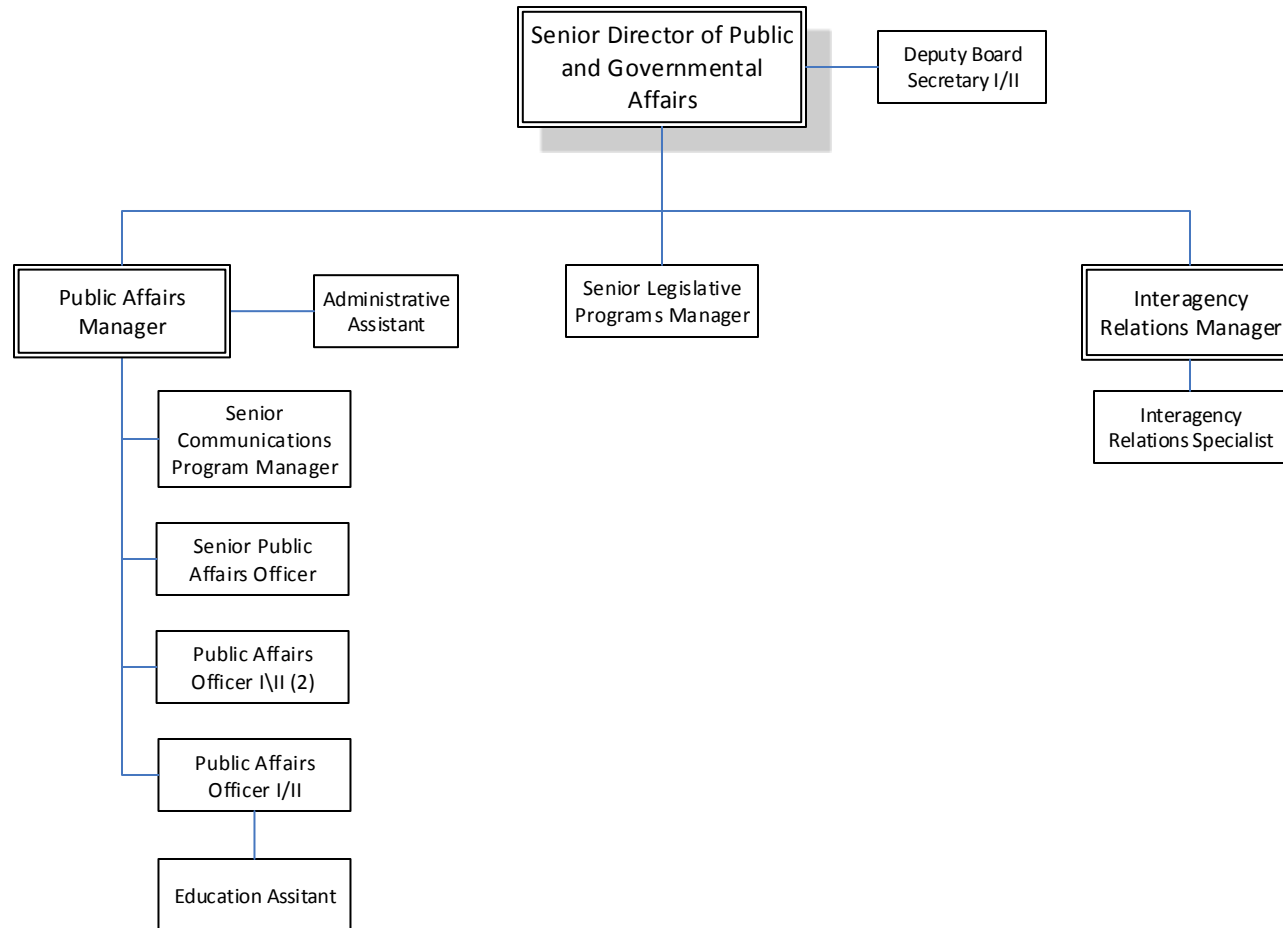 Senior Director of Public
and Governmental
Affairs
Deputy Board
Secretary I/II
Public Affairs
Manager
Administrative
Assistant
Senior Legislative
Programs Manager
Interagency
Relations Manager
Senior
Communications
Program Manager
Interagency
Relations Specialist
Senior Public
Affairs Officer
Public Affairs
Officer I\II (2)
Public Affairs
Officer I/II
Education Assitant